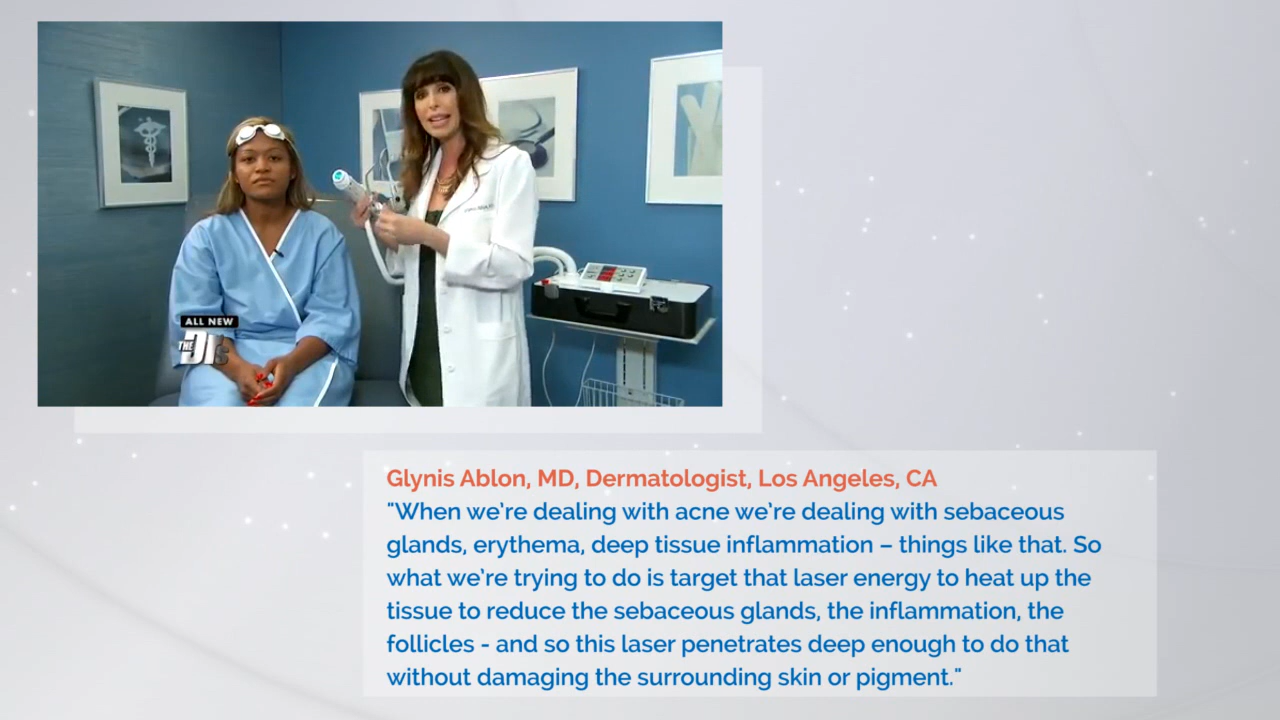 ALL NEW
THE
Glynis Ablon, MD, Dermatologist, Los Angeles, CA
"When we’re dealing with acne we’re dealing with sebaceous
glands, erythema, deep tissue inflammation – things like that. So
what we’re trying to do is target that laser energy to heat up the
tissue to reduce the sebaceous glands, the inflammation, the
follicles - and so this laser penetrates deep enough to do that
without damaging the surrounding skin or pigment."